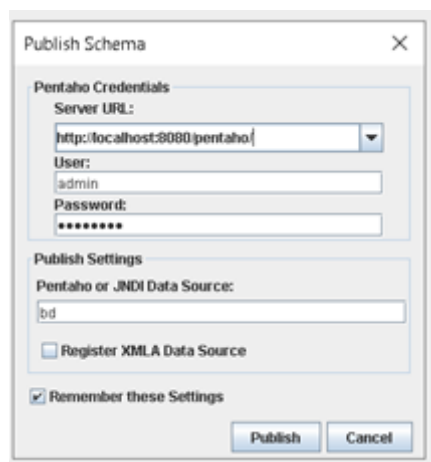 Publish Schema
Pentaho Credentials
Server URL:
http://localhost:8080/pentaho/
User:
admin
Password:
••••••••
Publish Settings
Pentaho or JNDI Data Source:
bd
Register XMLA Data Source
Remember these Settings
Publish Cancel